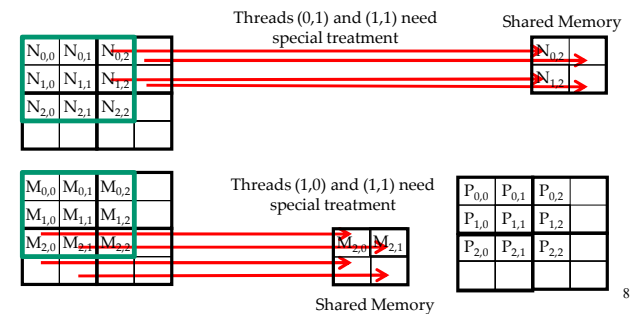 Threads (0,1) and (1,1) need
special treatment
Shared Memory
N0,0 N0,1 N0,2
N1,0 N1,1 N1,2
N2,0 N2,1 N2,2
N0,2
N1,2
M0,0 M0,1 M0,2
M1,0 M1,1 M1,2
M2,0 M2,1 M2,2
Threads (1,0) and (1,1) need
special treatment
M2,0 M2,1
Shared Memory
P0,0 P0,1 P0,2
P1,0 P1,1 P1,2
P2,0 P2,1 P2,2
8